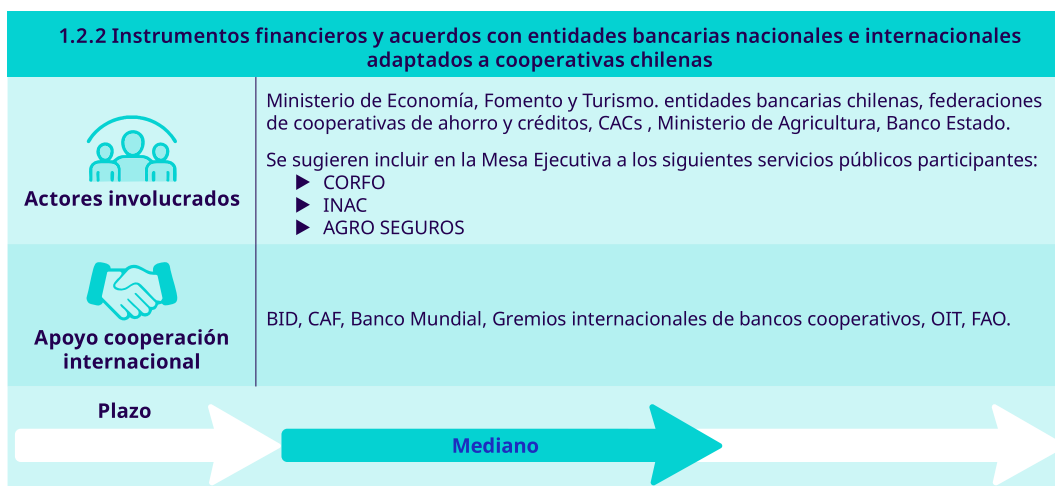 1.2.2 Instrumentos financieros y acuerdos con entidades bancarias nacionales e internacionales
adaptados a cooperativas chilenas
Actores involucrados
Ministerio de Economía, Fomento y Turismo. entidades bancarias chilenas, federaciones
de cooperativas de ahorro y créditos, CACs , Ministerio de Agricultura, Banco Estado.
Se sugieren incluir en la Mesa Ejecutiva a los siguientes servicios públicos participantes:
▶ CORFO
▶ INAC
▶ AGRO SEGUROS
Apoyo cooperación
internacional
BID, CAF, Banco Mundial, Gremios internacionales de bancos cooperativos, OIT, FAO.
Plazo
Mediano